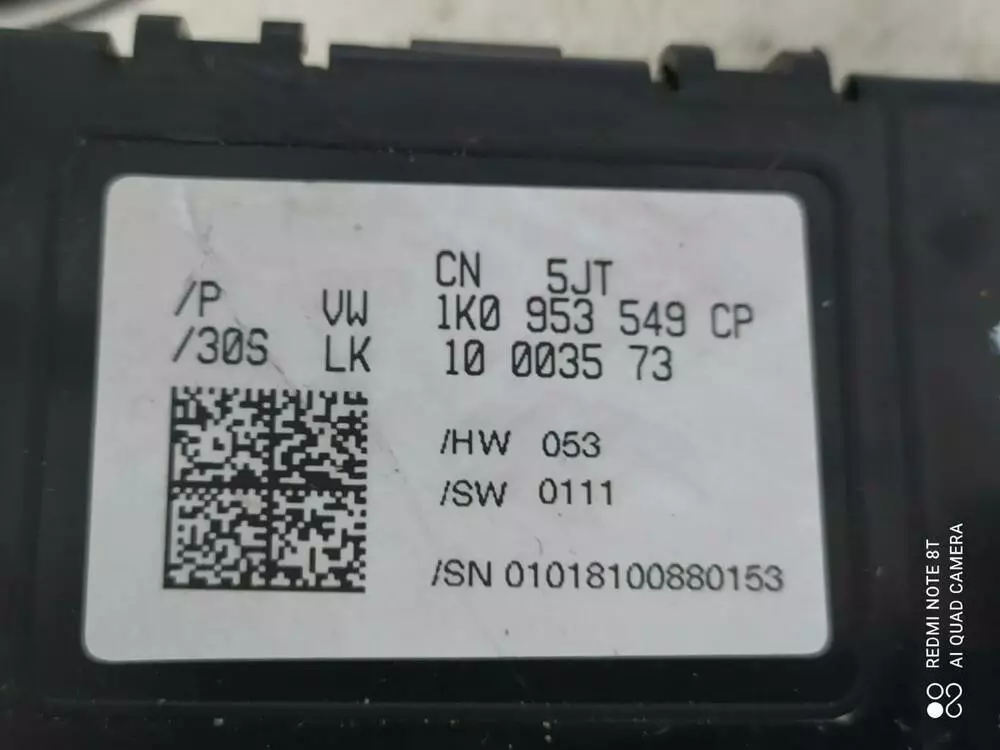 CN 5JT
/P VW 1K0 953 549 CP
/30S LK 10 0035 73
/HW 053
/SW 0111
/SN 01018100880153
REDMI NOTE 8T
AI QUAD CAMERA